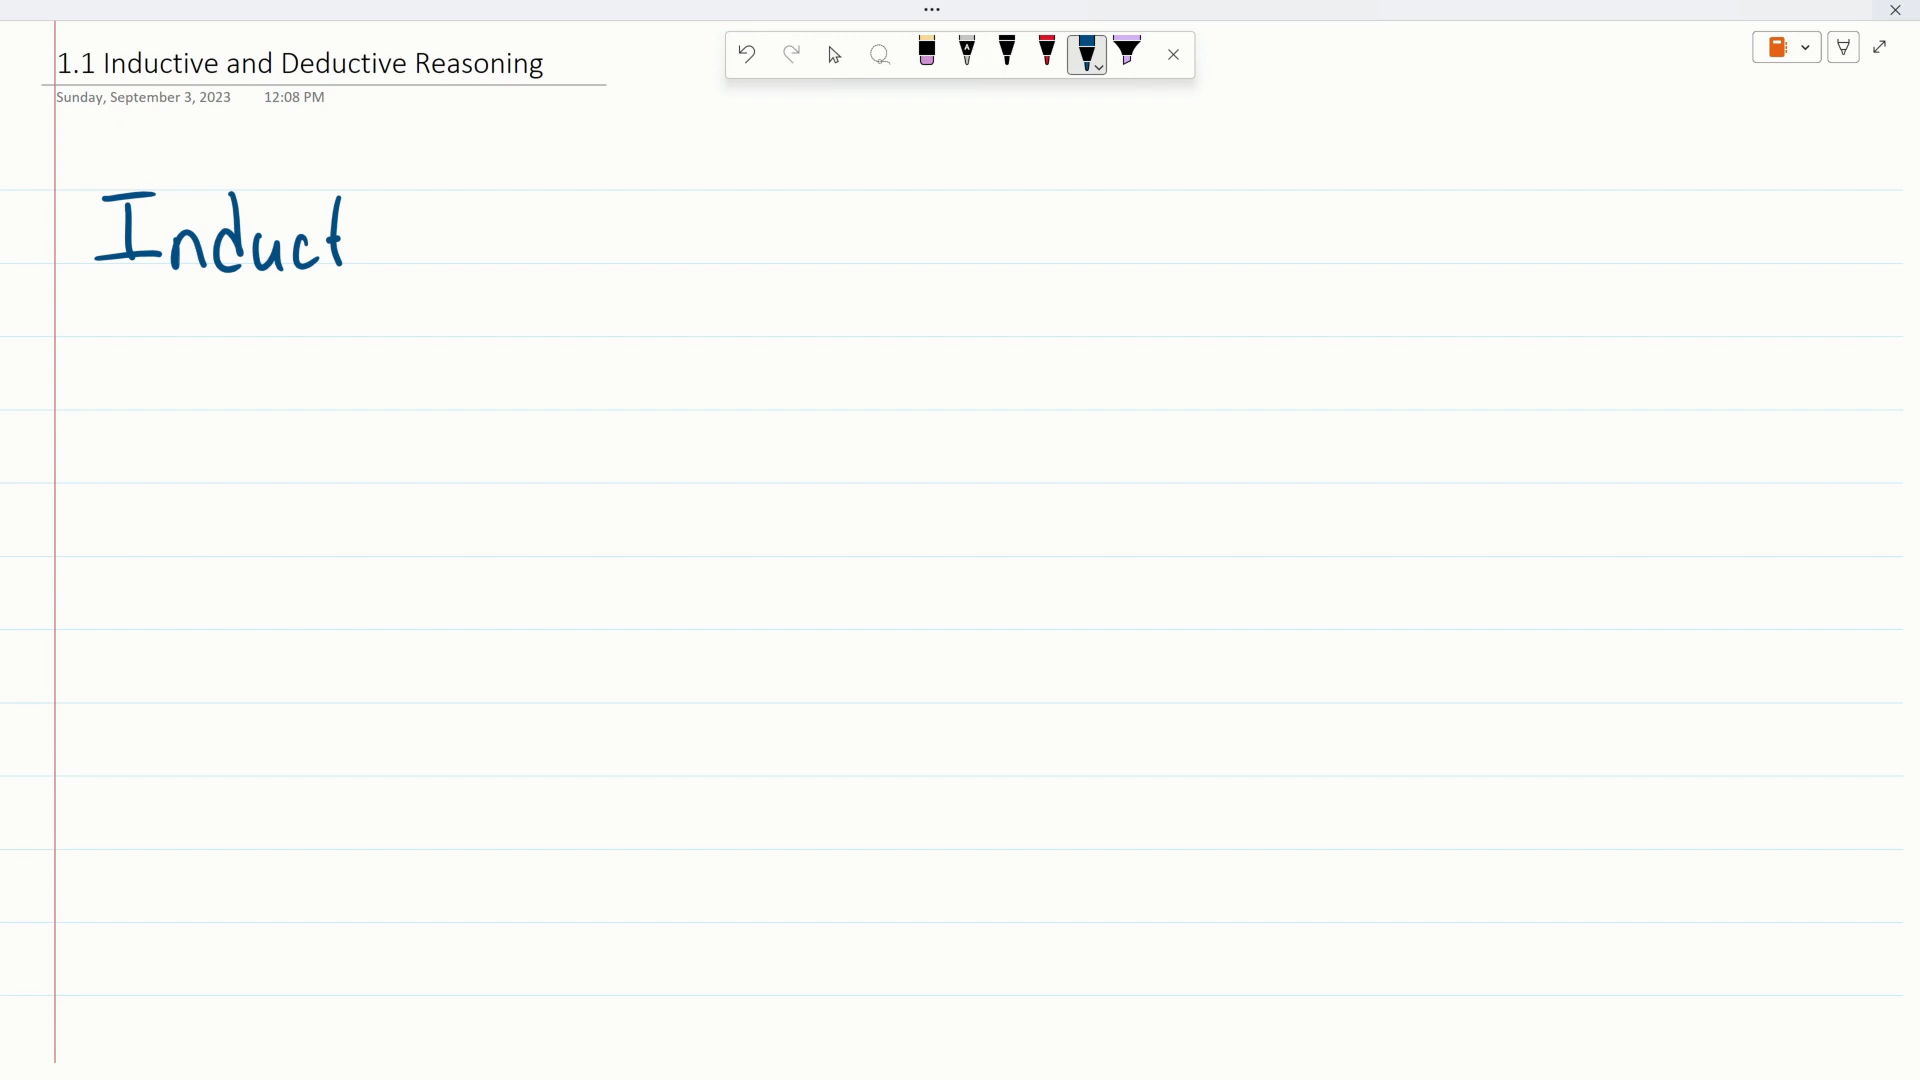 1.1 Inductive and Deductive Reasoning
Sunday, September 3, 2023 12:08 PM
Induct